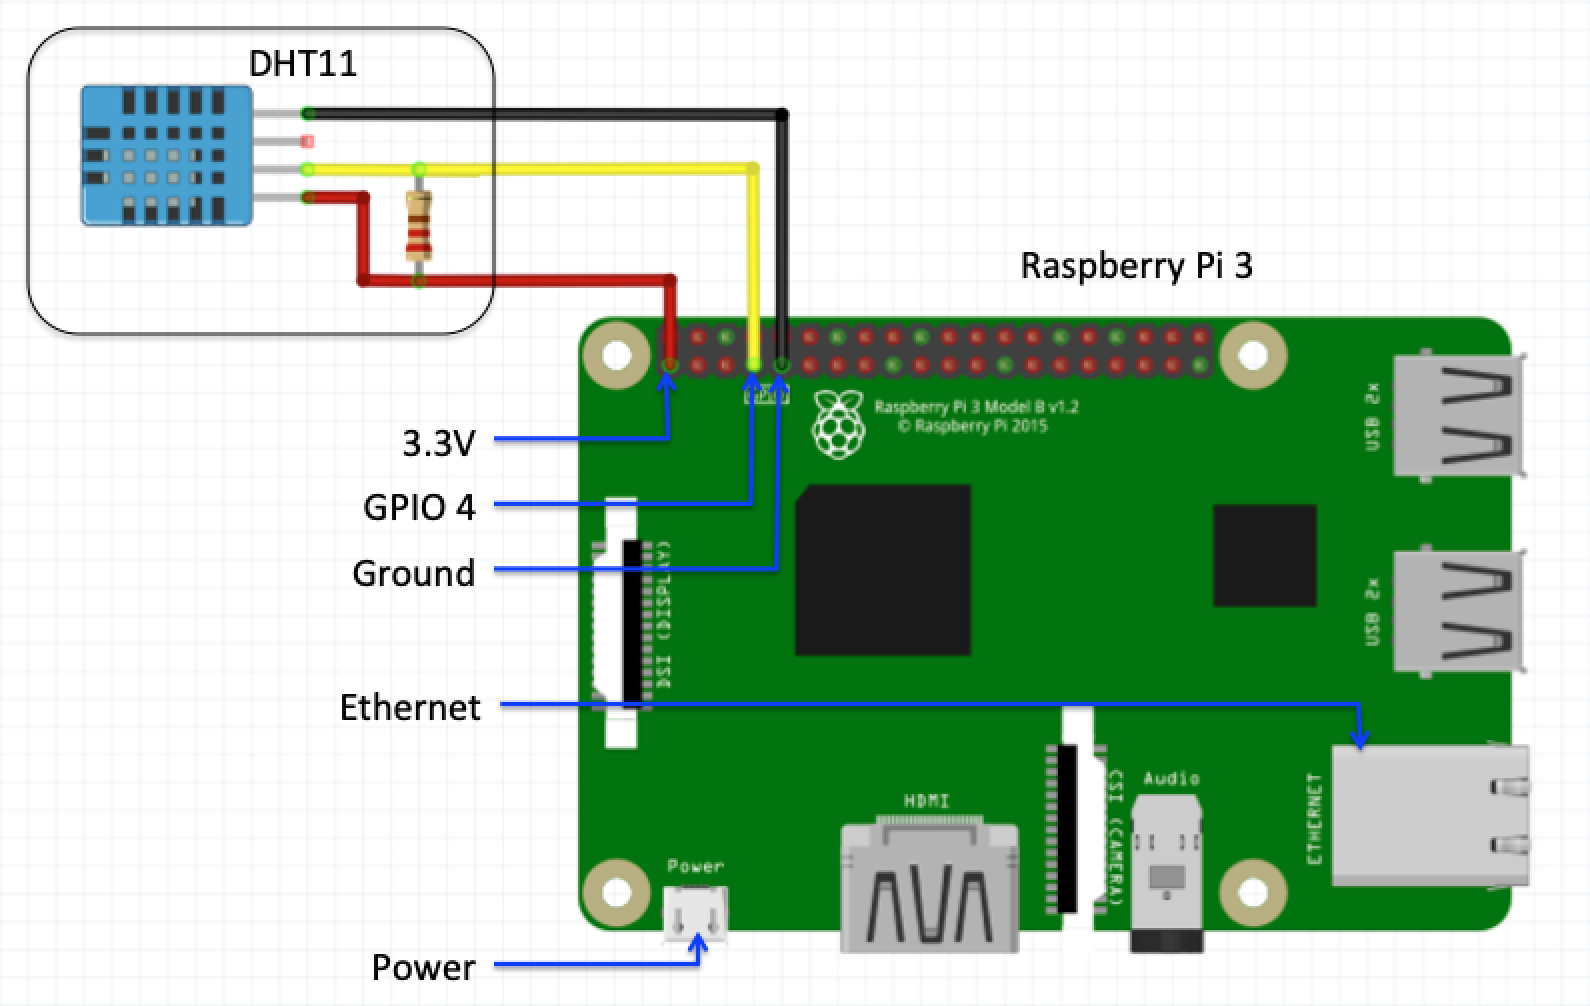 DHT11
Raspberry Pi 3
GPIO
Raspberry Pi 3 Model B v1.2
© Raspberry Pi 2015
3.3V
GPIO 4
Ground
USB 2x
DSI (DISPLAY)
USB 2x
Ethernet
ETHERNET
CSI (CAMERA)
Audio
HDMI
Power
Power